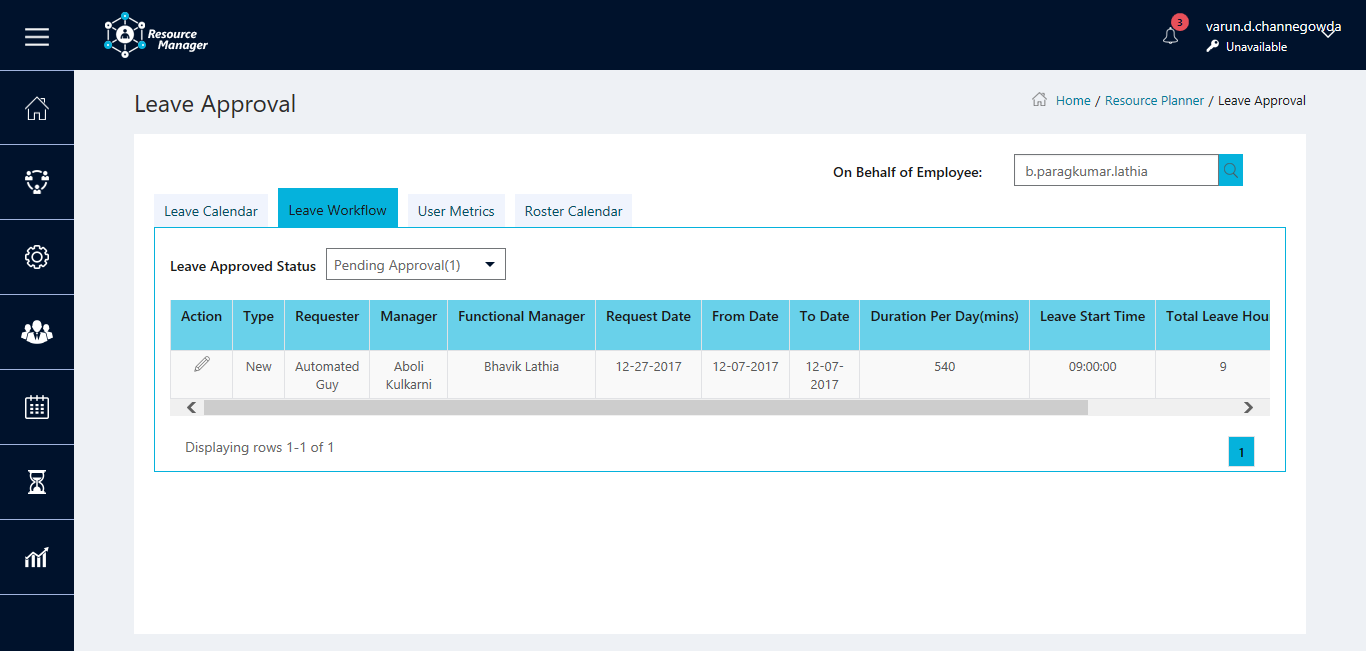 Resource
Manager
3
varun.d.channegowda
Unavailable
Leave Approval
Home / Resource Planner / Leave Approval
On Behalf of Employee:
b.paragkumar.lathia
Leave Calendar
Leave Workflow
User Metrics
Roster Calendar
Leave Approved Status
Pending Approval(1)
Action Type Requester Manager Functional Manager Request Date From Date To Date Duration Per Day(mins) Leave Start Time Total Leave Hou
New Automated Aboli Bhavik Lathia 12-27-2017 12-07-2017 12-07- 540 09:00:00 9
Guy Kulkarni 2017
Displaying rows 1-1 of 1
1